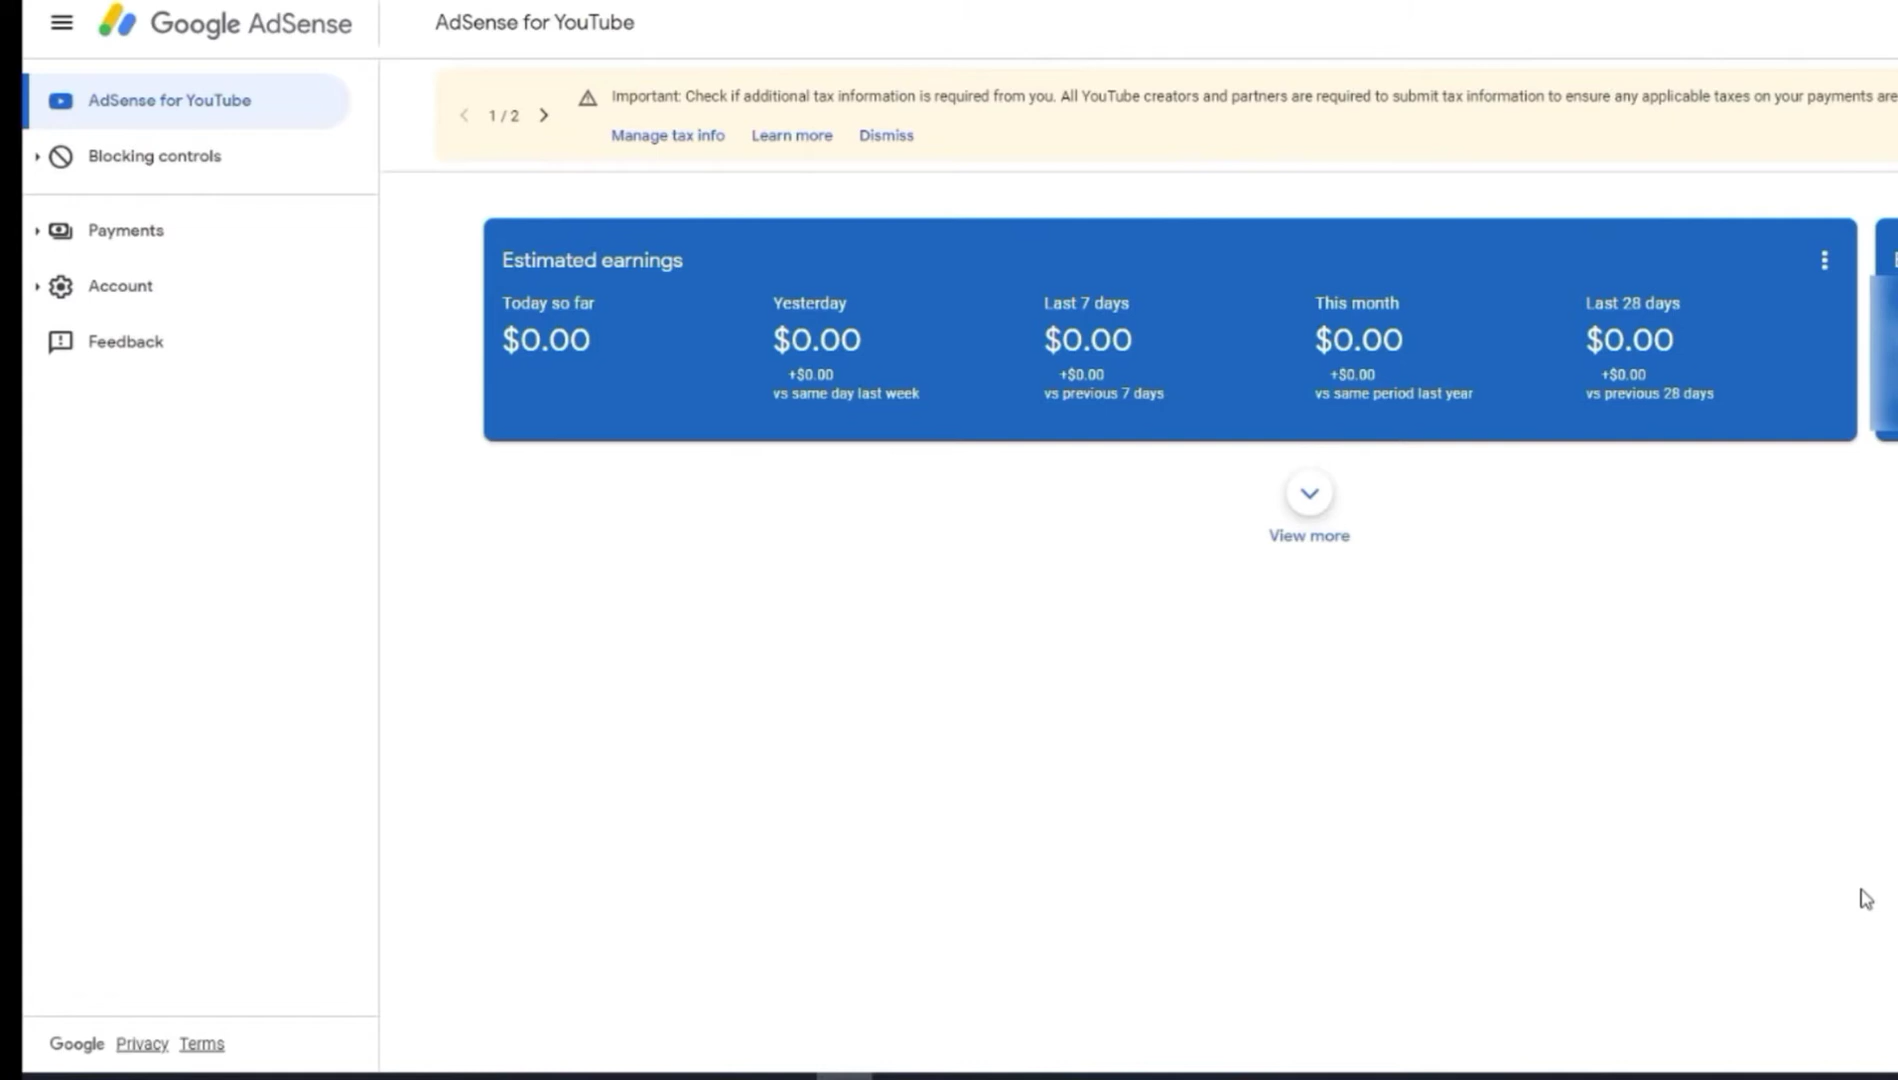 Google AdSense
AdSense for YouTube
AdSense for YouTube
Blocking controls
Payments
Account
Feedback
1 / 2
Important: Check if additional tax information is required from you. All YouTube creators and partners are required to submit tax information to ensure any applicable taxes on your payments are
Manage tax info Learn more Dismiss
Estimated earnings
Today so far
$0.00
Yesterday
$0.00
+$0.00
vs same day last week
Last 7 days
$0.00
+$0.00
vs previous 7 days
This month
$0.00
+$0.00
vs same period last year
Last 28 days
$0.00
+$0.00
vs previous 28 days
View more
Google Privacy Terms